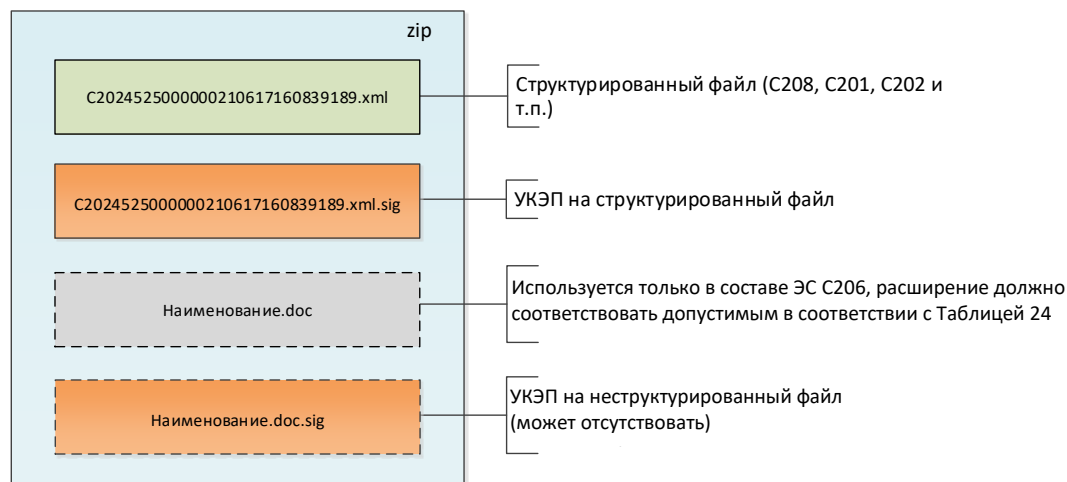 zip
C2024525000000210617160839189.xml
Структурированный файл (С208, С201, С202 и
т.п.)
C2024525000000210617160839189.xml.sig
УКЭП на структурированный файл
Наименование.doc
Используется только в составе ЭС С206, расширение должно
соответствовать допустимым в соответствии с Таблицей 24
Наименование.doc.sig
УКЭП на неструктурированный файл
(может отсутствовать)